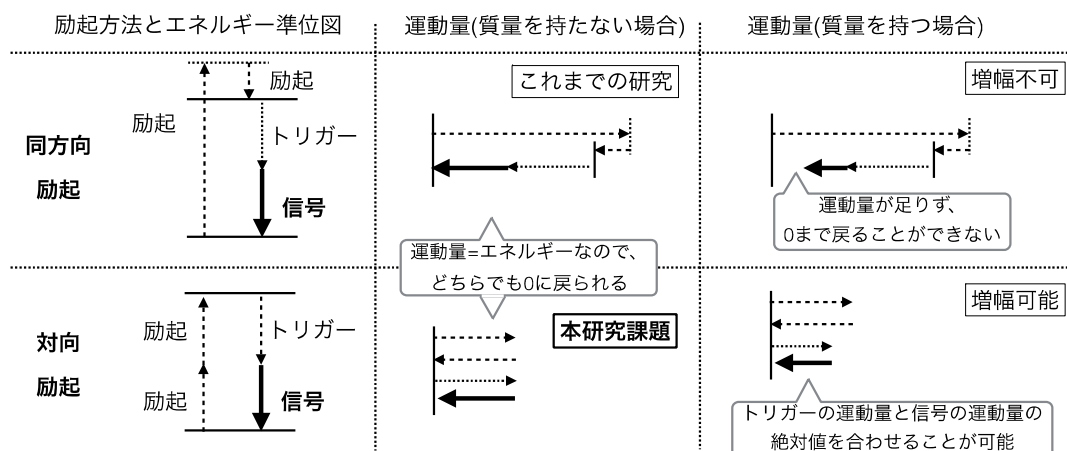 励起方法とエネルギー準位図
運動量(質量を持たない場合)
運動量(質量を持つ場合)
同方向
励起
励起
励起
トリガー
信号
これまでの研究
増幅不可
運動量が足りず、
0まで戻ることができない
運動量=エネルギーなので、
どちらでも0に戻られる
対向
励起
励起
励起
トリガー
信号
本研究課題
増幅可能
トリガーの運動量と信号の運動量の
絶対値を合わせることが可能